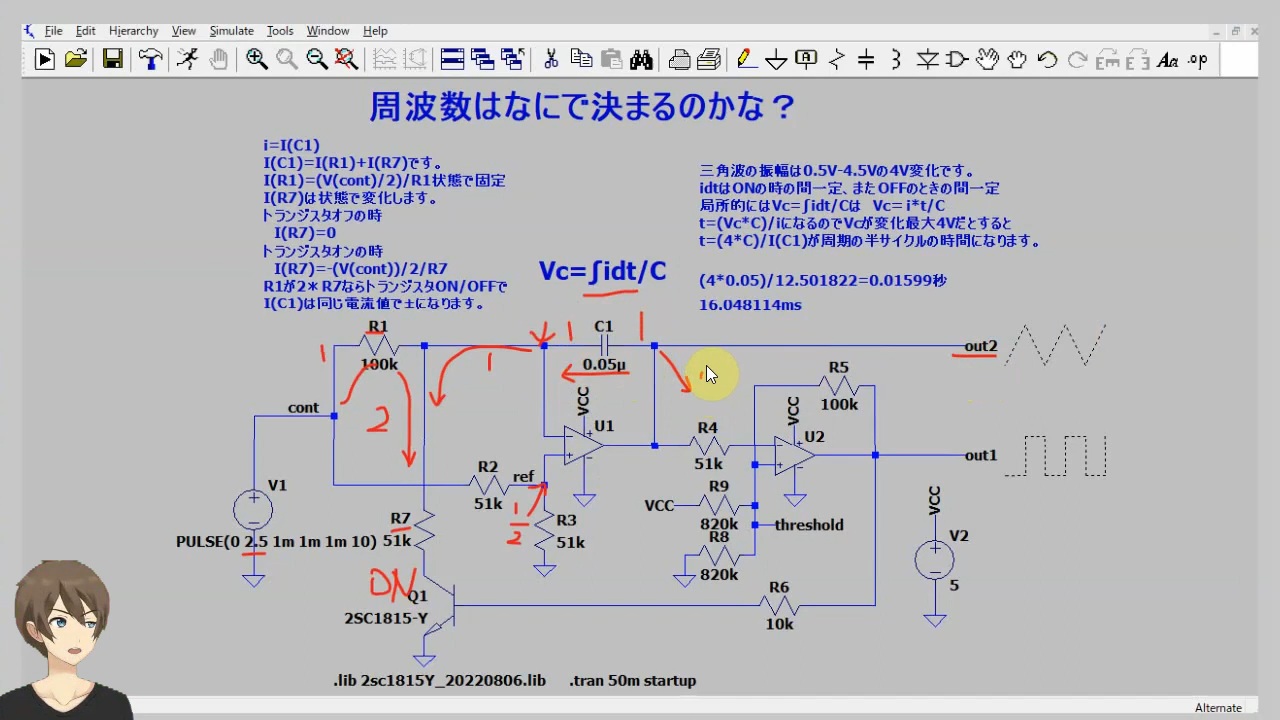 File Edit Hierarchy View Simulate Tools Window Help
A
Aa .op
周波数はなにで決まるのかな？
i=I(C1)
I(C1)=I(R1)+I(R7)です。
I(R1)=(V(cont)/2)/R1状態で固定
I(R7)は状態で変化します。
トランジスタオフの時
I(R7)=0
トランジスタオンの時
I(R7)=-(V(cont))/2/R7
R1が2＊R7ならトランジスタON/OFFで
I(C1)は同じ電流値で±になります。
三角波の振幅は0.5V-4.5Vの4V変化です。
idtはONの時の間一定、またOFFのときの間一定
局所的にはVc=∫idt/Cは Vc= i*t/C
t=(Vc*C)/iになるのでVcが変化最大4Vだとすると
t=(4*C)/I(C1)が周期の半サイクルの時間になります。
(4*0.05)/12.501822=0.01599秒
16.048114ms
Vc=∫idt/C
R1
100k
1
1
1
1
C1
0.05µ
out2
R5
100k
cont
2
VCC
U1
R4
51k
VCC
U2
out1
R2
51k
ref
V1
PULSE(0 2.5 1m 1m 1m 10)
R7
51k
1
2
R3
51k
VCC
R9
820k
threshold
R8
820k
VCC
V2
5
ON
Q1
2SC1815-Y
R6
10k
.lib 2sc1815Y_20220806.lib .tran 50m startup
Alternate